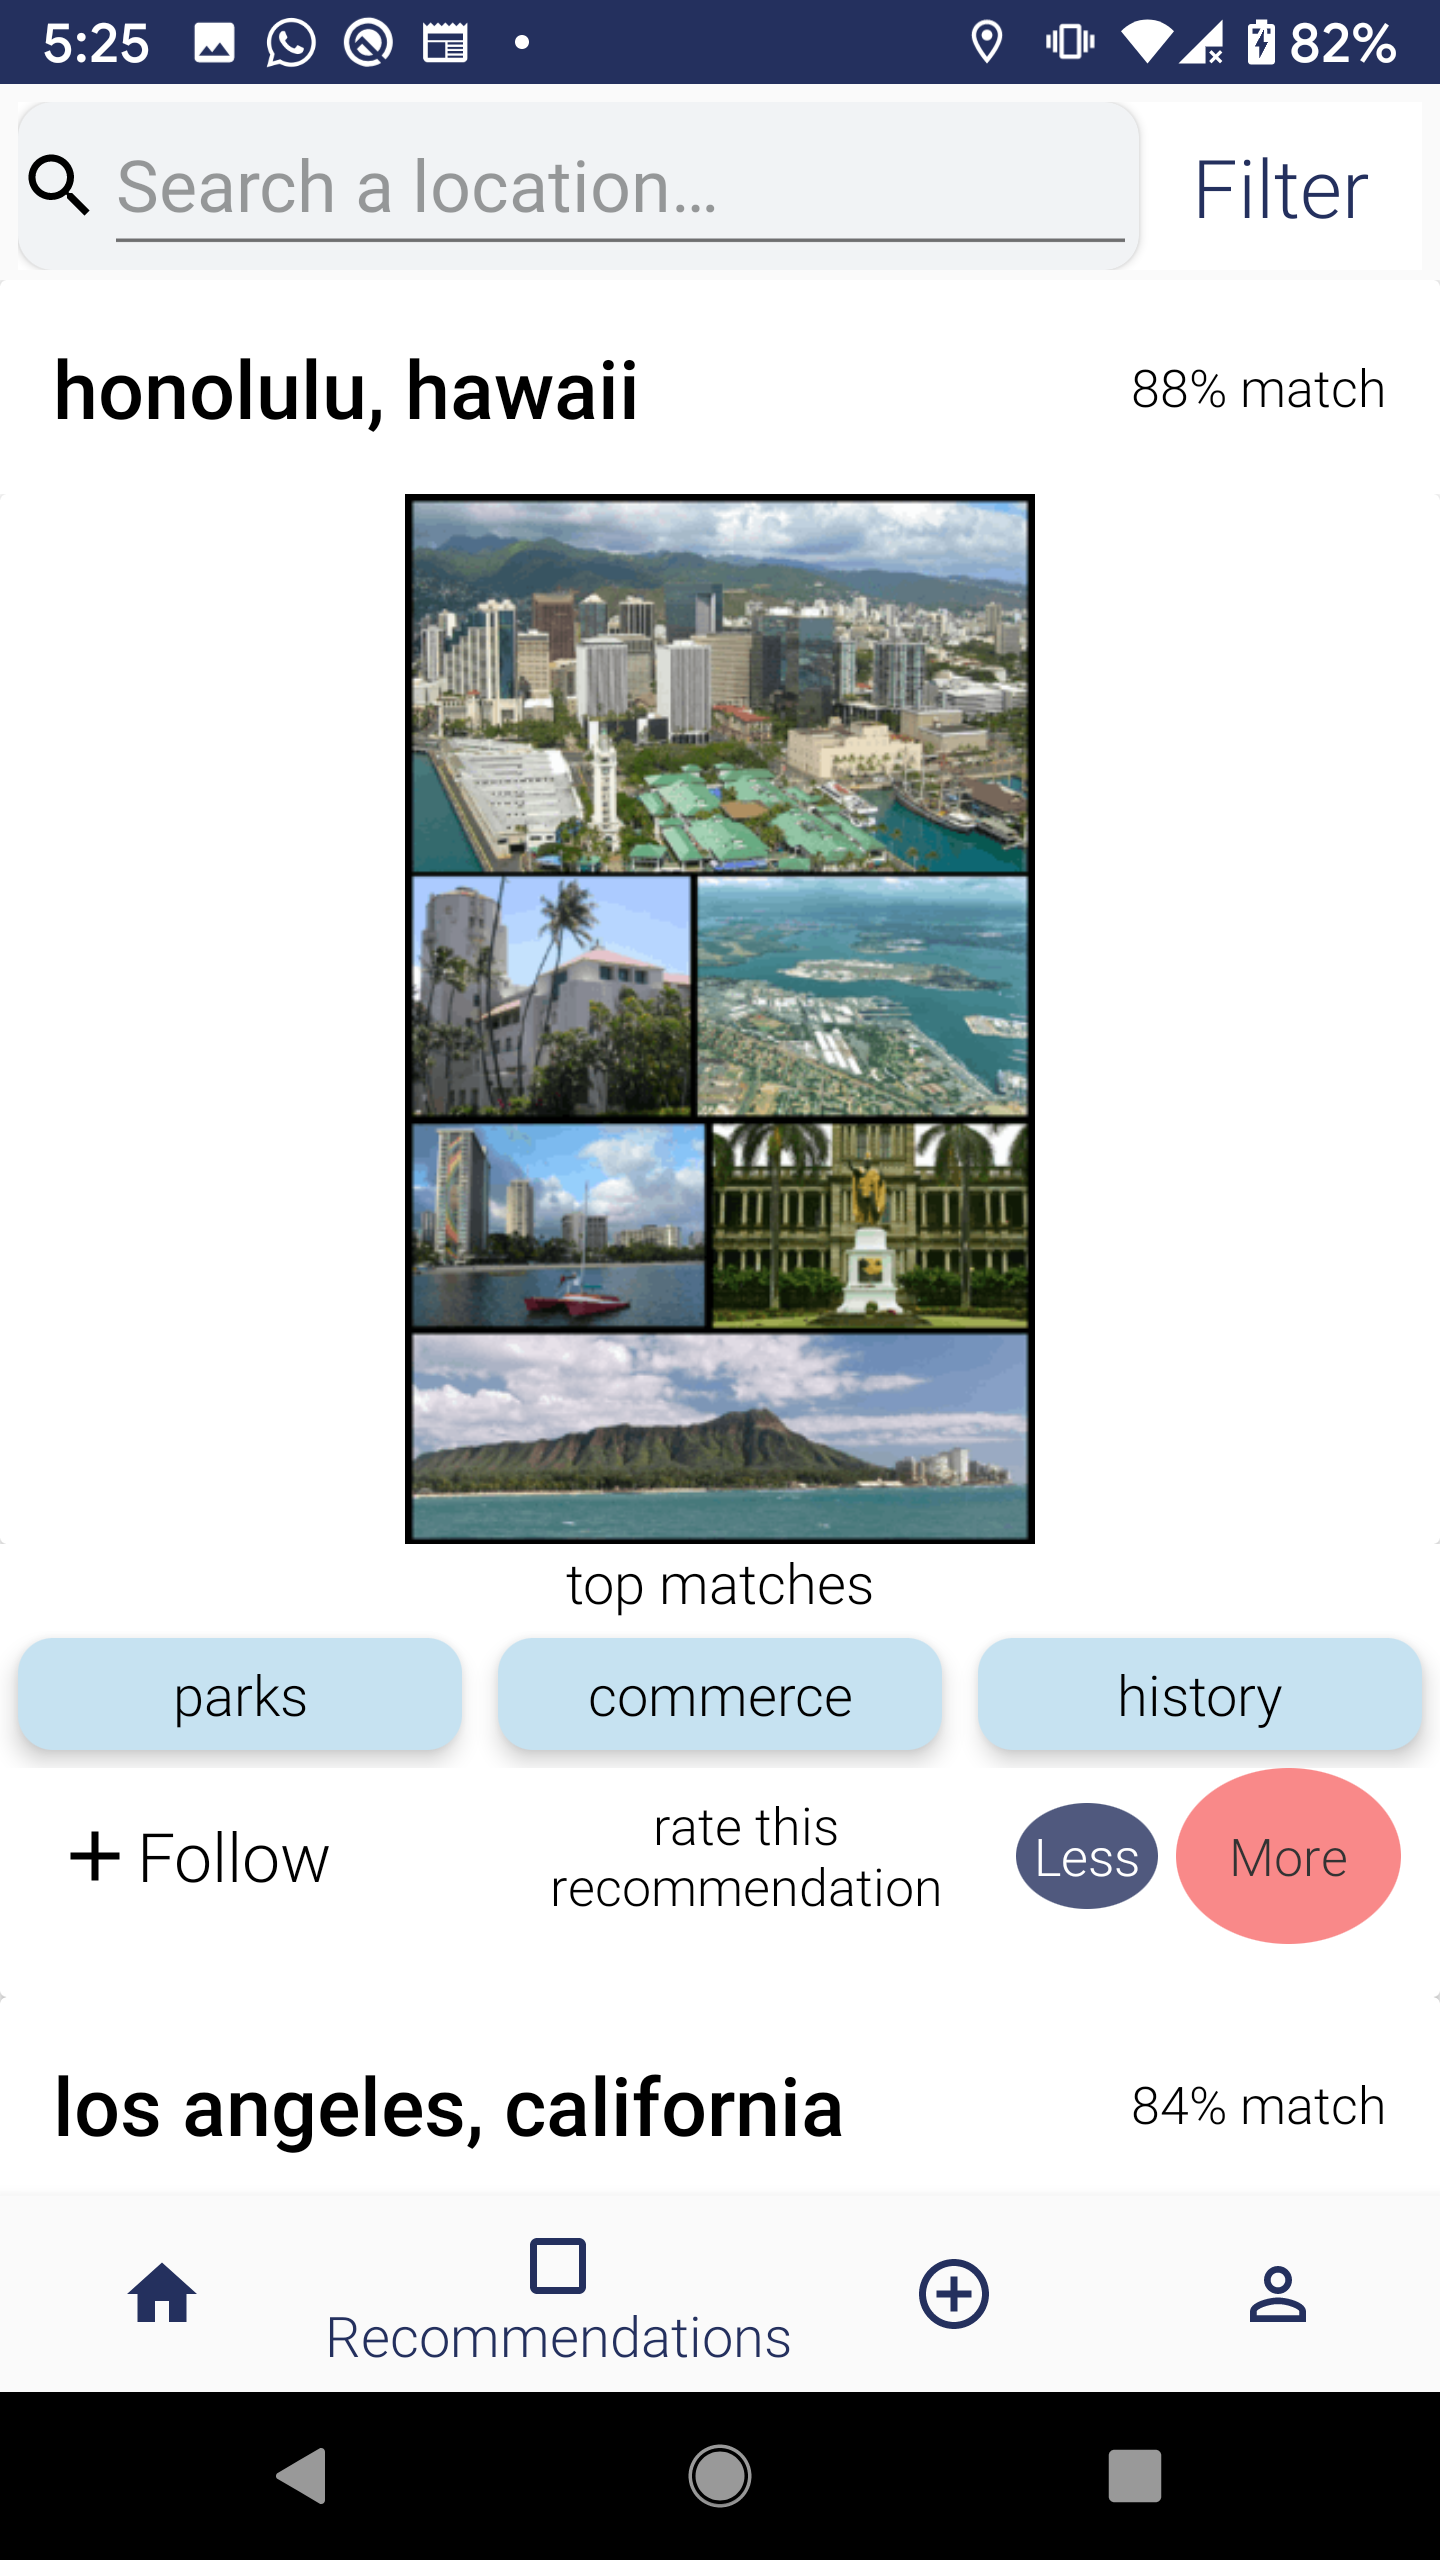 5:25
82%
Search a location...
Filter
honolulu, hawaii
88% match
top matches
parks
commerce
history
Follow
rate this
recommendation
Less
More
los angeles, california
84% match
Recommendations